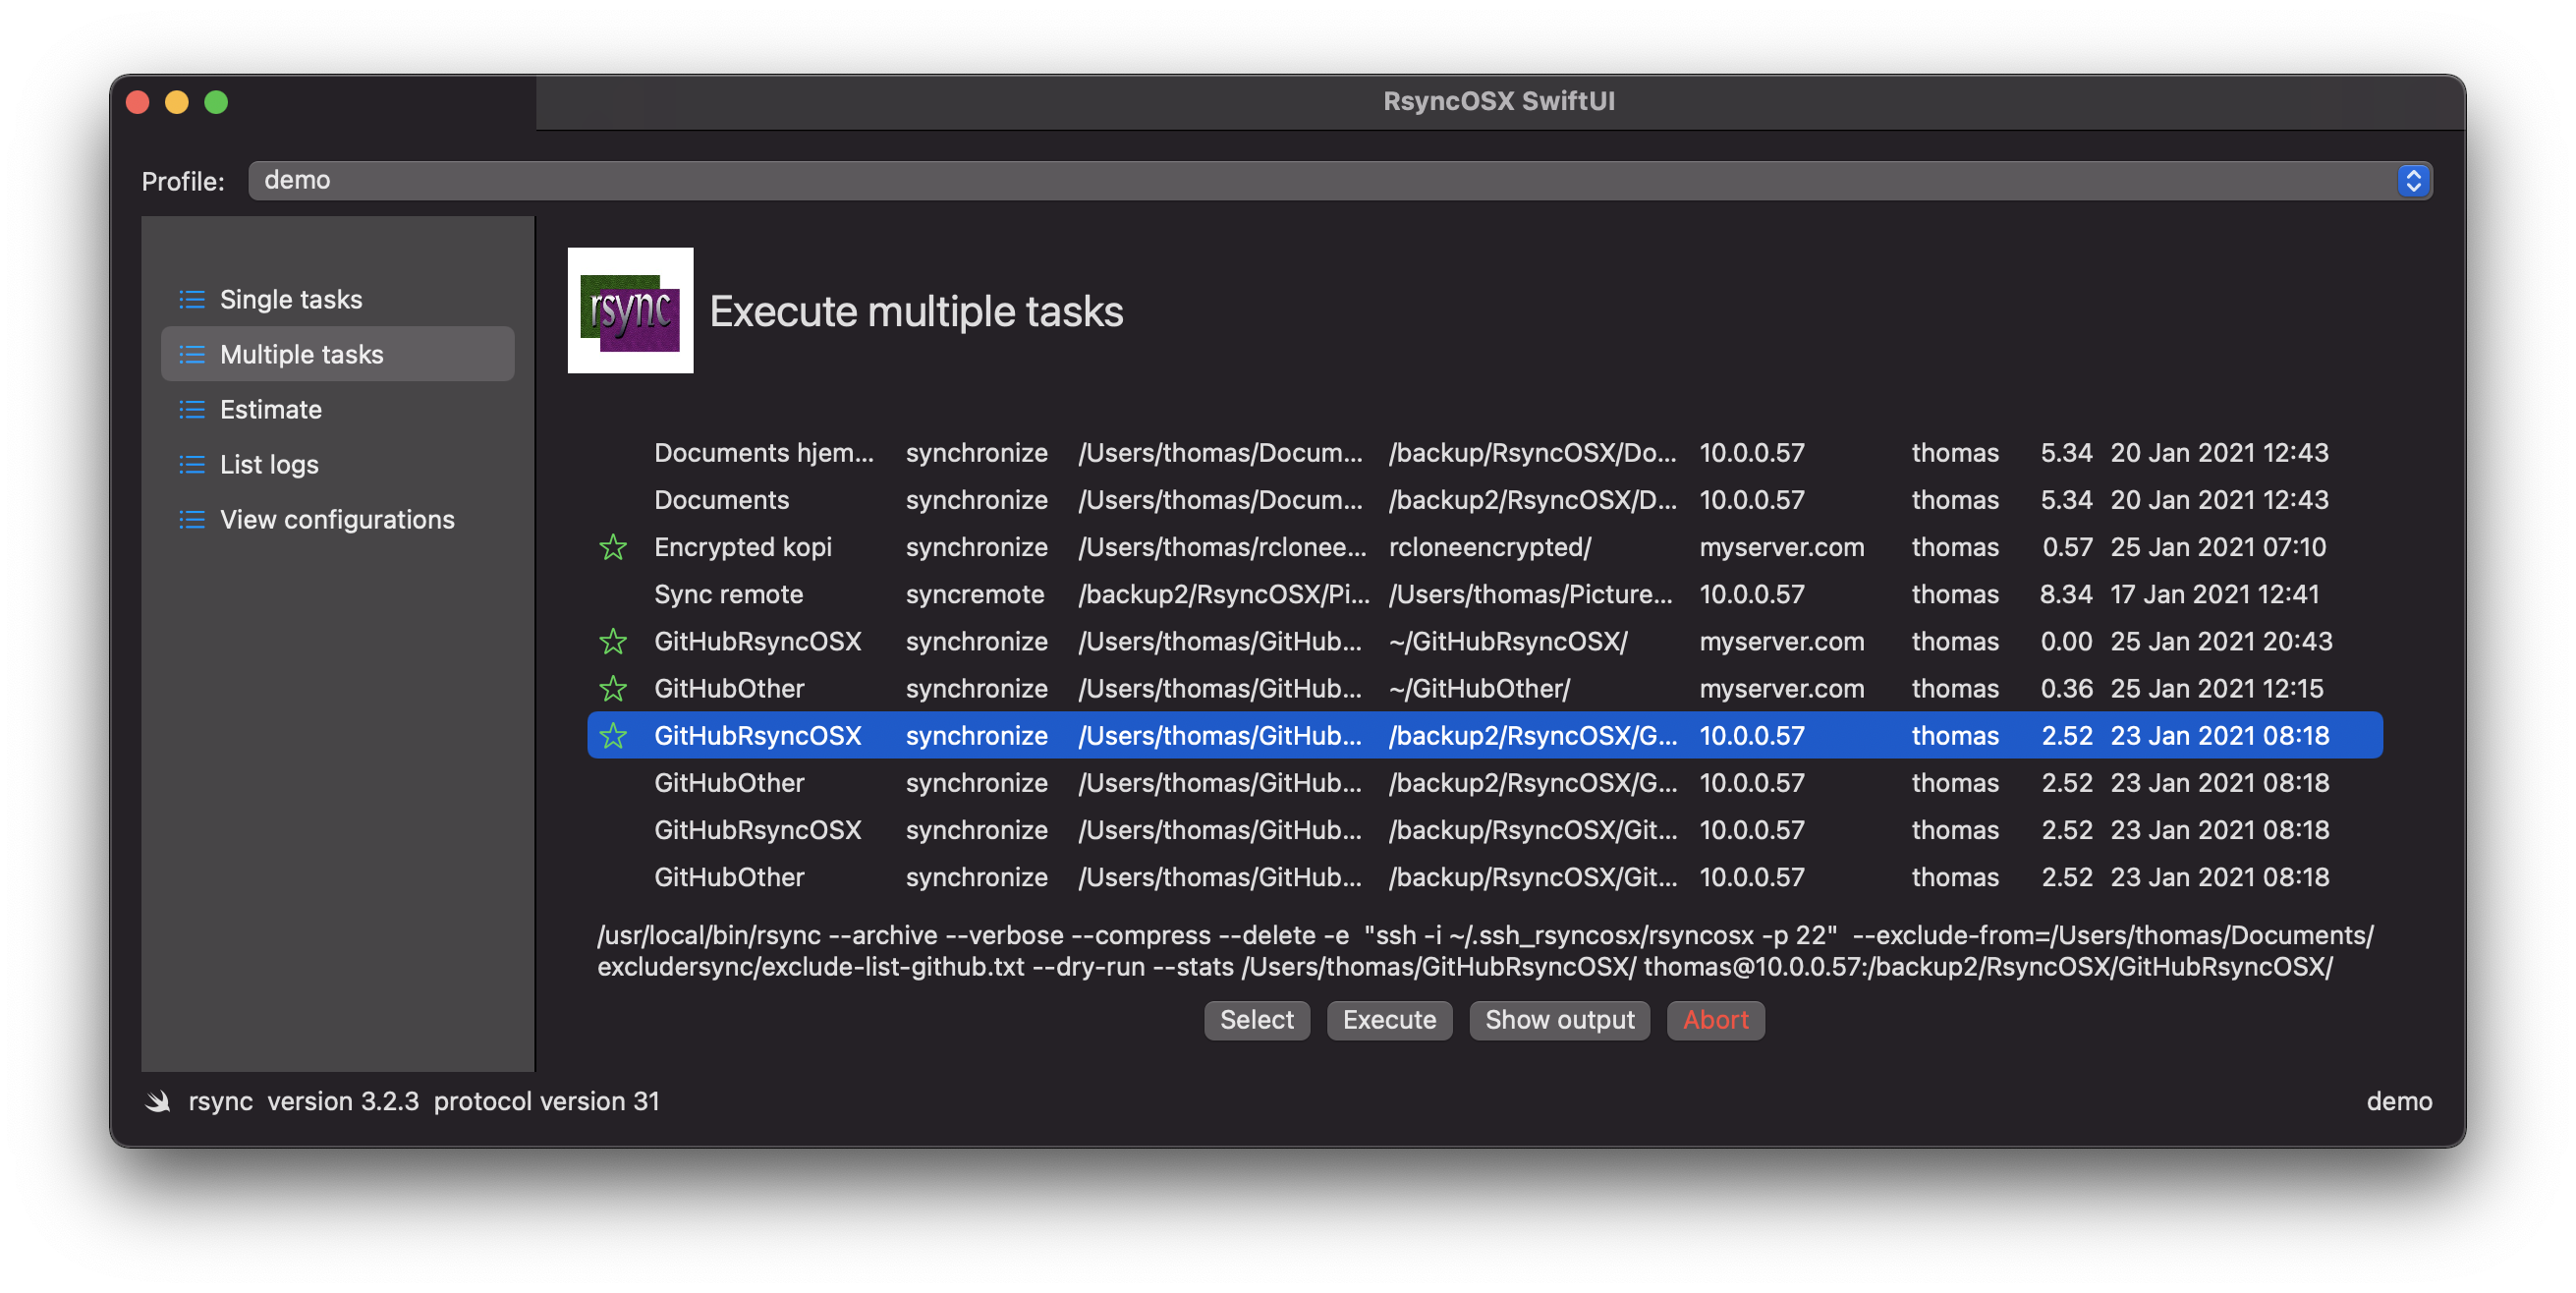 RsyncOSX SwiftUI
Profile: demo
Single tasks
Multiple tasks
Estimate
List logs
View configurations
rsync
Execute multiple tasks
Documents hjem... synchronize /Users/thomas/Docum... /backup/RsyncOSX/Do... 10.0.0.57 thomas 5.34 20 Jan 2021 12:43
Documents synchronize /Users/thomas/Docum... /backup2/RsyncOSX/D... 10.0.0.57 thomas 5.34 20 Jan 2021 12:43
Encrypted kopi synchronize /Users/thomas/rclonee... rcloneencrypted/ myserver.com thomas 0.57 25 Jan 2021 07:10
Sync remote syncremote /backup2/RsyncOSX/Pi... /Users/thomas/Picture... 10.0.0.57 thomas 8.34 17 Jan 2021 12:41
GitHubRsyncOSX synchronize /Users/thomas/GitHub... ~/GitHubRsyncOSX/ myserver.com thomas 0.00 25 Jan 2021 20:43
GitHubOther synchronize /Users/thomas/GitHub... ~/GitHubOther/ myserver.com thomas 0.36 25 Jan 2021 12:15
GitHubRsyncOSX synchronize /Users/thomas/GitHub... /backup2/RsyncOSX/G... 10.0.0.57 thomas 2.52 23 Jan 2021 08:18
GitHubOther synchronize /Users/thomas/GitHub... /backup2/RsyncOSX/G... 10.0.0.57 thomas 2.52 23 Jan 2021 08:18
GitHubRsyncOSX synchronize /Users/thomas/GitHub... /backup/RsyncOSX/Git... 10.0.0.57 thomas 2.52 23 Jan 2021 08:18
GitHubOther synchronize /Users/thomas/GitHub... /backup/RsyncOSX/Git... 10.0.0.57 thomas 2.52 23 Jan 2021 08:18
/usr/local/bin/rsync --archive --verbose --compress --delete -e "ssh -i ~/.ssh_rsyncosx/rsyncosx -p 22" --exclude-from=/Users/thomas/Documents/
excludersync/exclude-list-github.txt --dry-run --stats /Users/thomas/GitHubRsyncOSX/ thomas@10.0.0.57:/backup2/RsyncOSX/GitHubRsyncOSX/
Select Execute Show output Abort
rsync version 3.2.3 protocol version 31 demo